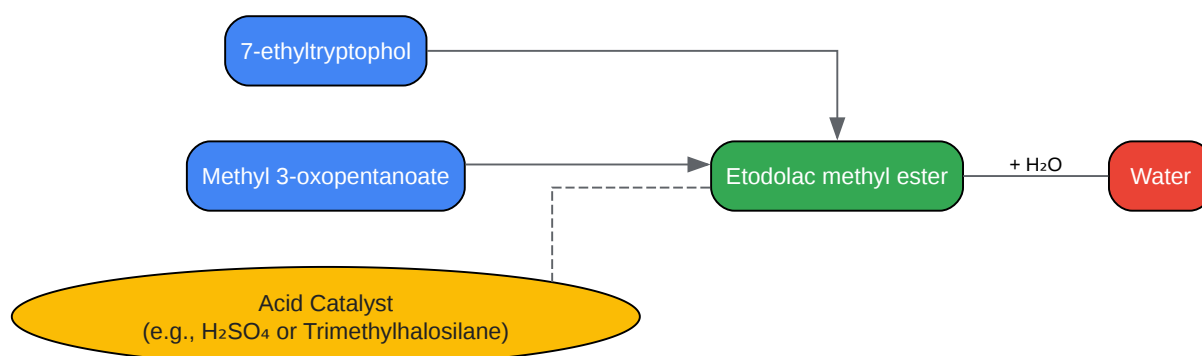 7-ethyltryptophol
Methyl 3-oxopentanoate
Etodolac methyl ester
+ H₂O
Water
Acid Catalyst
(e.g., H₂SO₄ or Trimethylhalosilane)